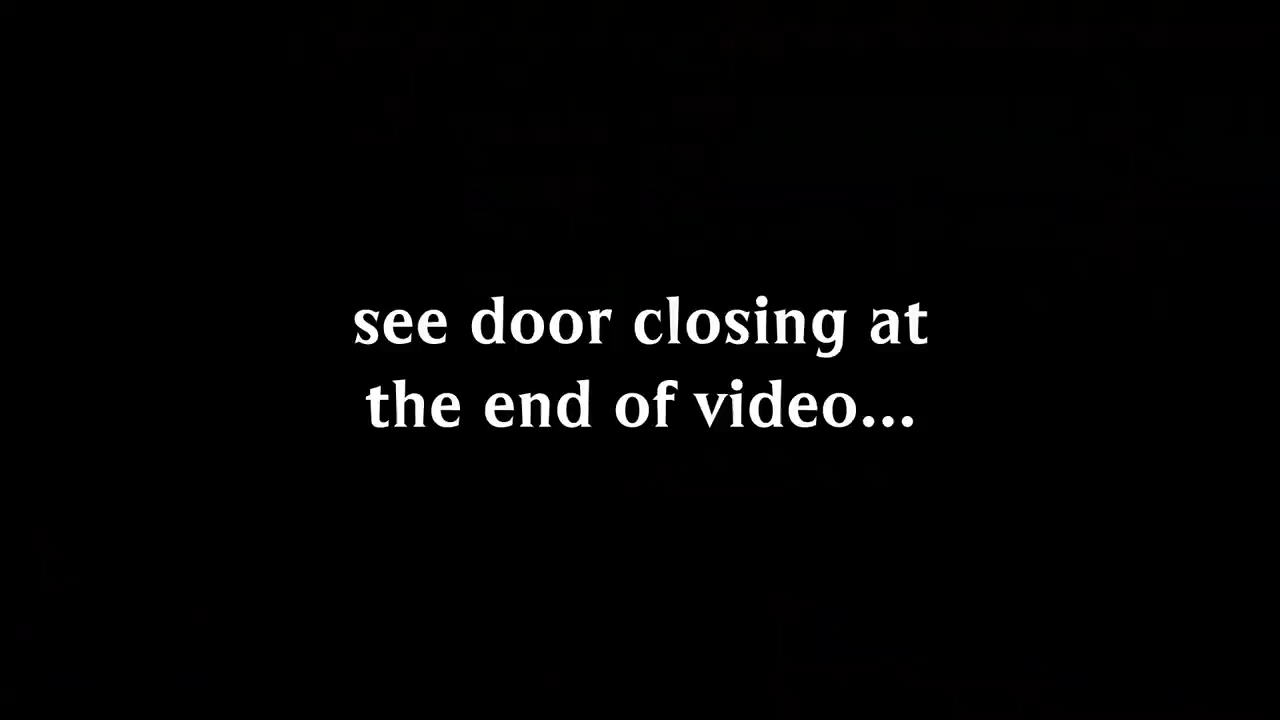 see door closing at
the end of video...